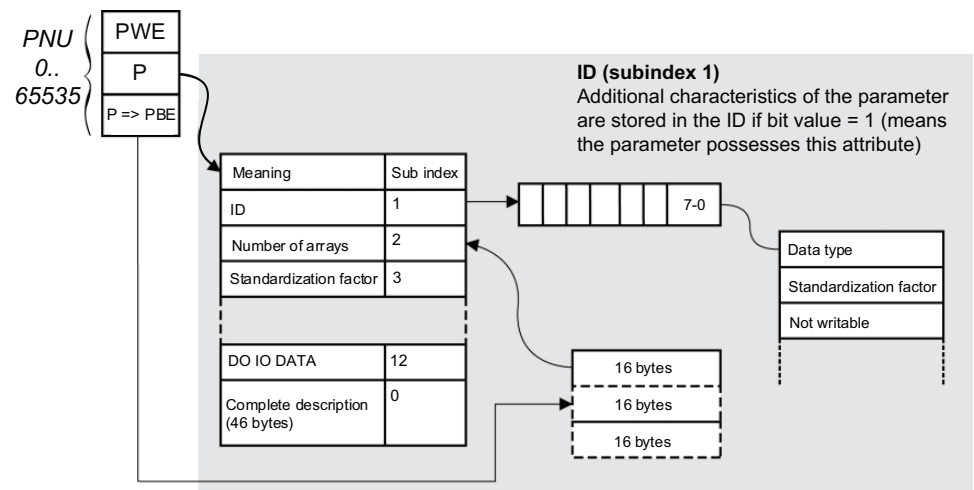 PNU
0..
65535
PWE
P
P => PBE
ID (subindex 1)
Additional characteristics of the parameter
are stored in the ID if bit value = 1 (means
the parameter possesses this attribute)
Meaning Sub index
ID 1
Number of arrays 2
Standardization factor 3
DO IO DATA 12
Complete description 0
(46 bytes)
7-0
Data type
Standardization factor
Not writable
16 bytes
16 bytes
16 bytes